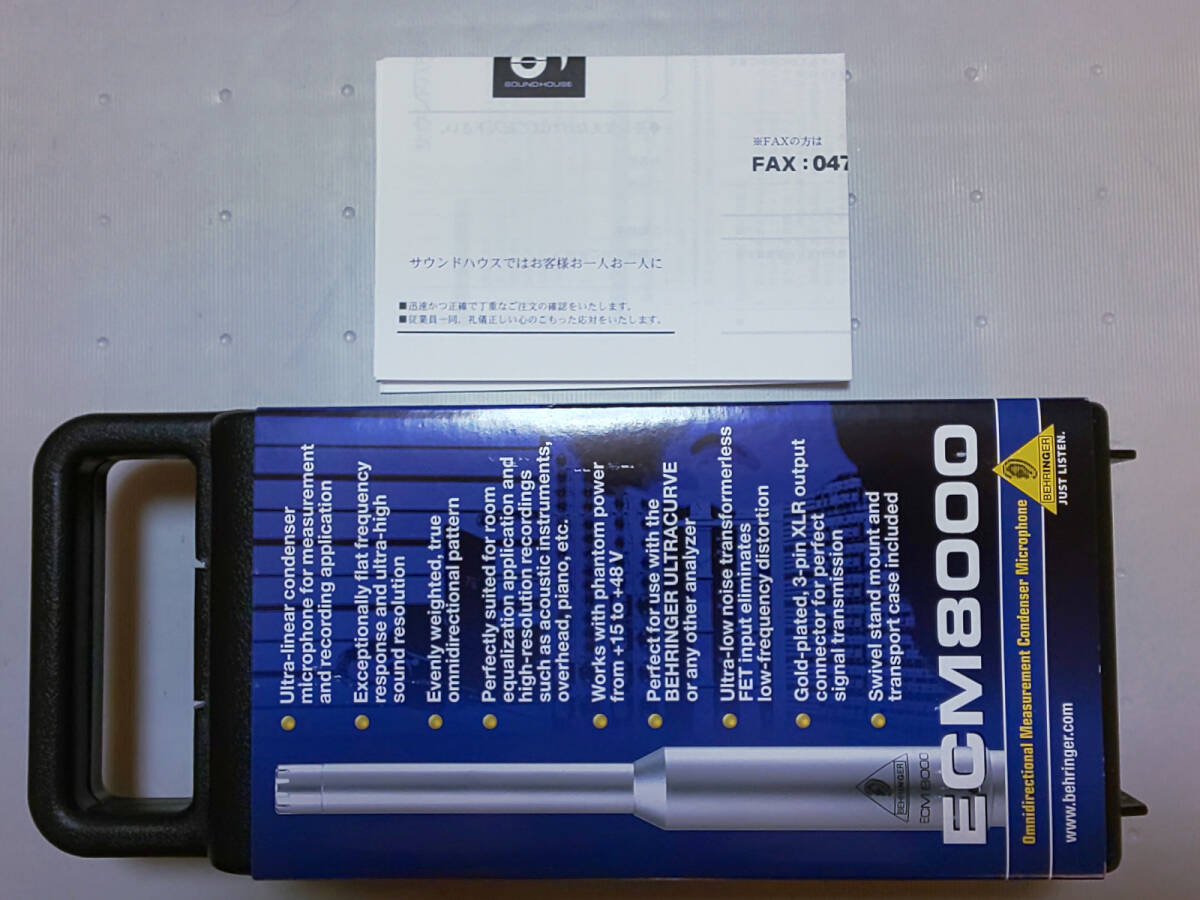 SOUNDHOUSE
※FAXの方は
FAX:047
サウンドハウスではお客様お一人お一人に
■迅速かつ正確で丁重なご注文の確認をいたします。
■従業員一同、礼儀正しい心のこもった応対をいたします。
Ultra-linear condenser
microphone for measurement
and recording application
Exceptionally flat frequency
response and ultra-high
sound resolution
Evenly weighted, true
omnidirectional pattern
Perfectly suited for room
equalization application and
high-resolution recordings
such as acoustic instruments,
overhead, piano, etc.
Works with phantom power
from +15 to +48 V
Perfect for use with the
BEHRINGER ULTRACURVE
or any other analyzer
Ultra-low noise transformerless
FET input eliminates
low-frequency distortion
Gold-plated, 3-pin XLR output
connector for perfect
signal transmission
Swivel stand mount and
transport case included
BEHRINGER
ECM 8000
ECM8000
Omnidirectional Measurement Condenser Microphone
BEHRINGER
JUST LISTEN.
www.behringer.com